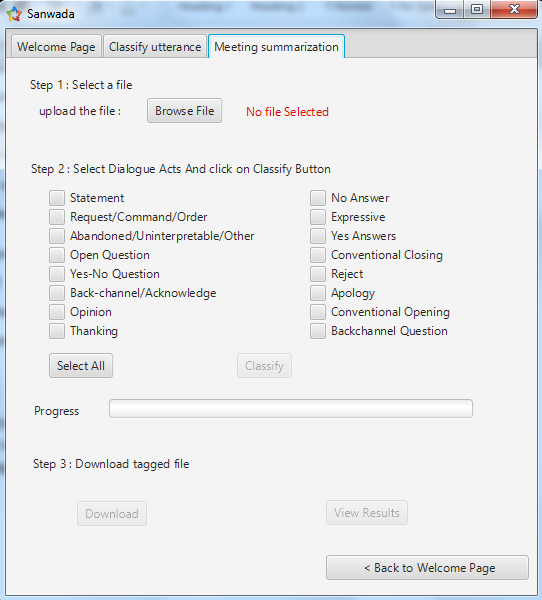 Sanwada
Welcome Page Classify utterance Meeting summarization
Step 1 : Select a file
upload the file : Browse File No file Selected
Step 2 : Select Dialogue Acts And click on Classify Button
Statement No Answer
Request/Command/Order Expressive
Abandoned/Uninterpretable/Other Yes Answers
Open Question Conventional Closing
Yes-No Question Reject
Back-channel/Acknowledge Apology
Opinion Conventional Opening
Thanking Backchannel Question
Select All Classify
Progress
Step 3 : Download tagged file
Download View Results
< Back to Welcome Page